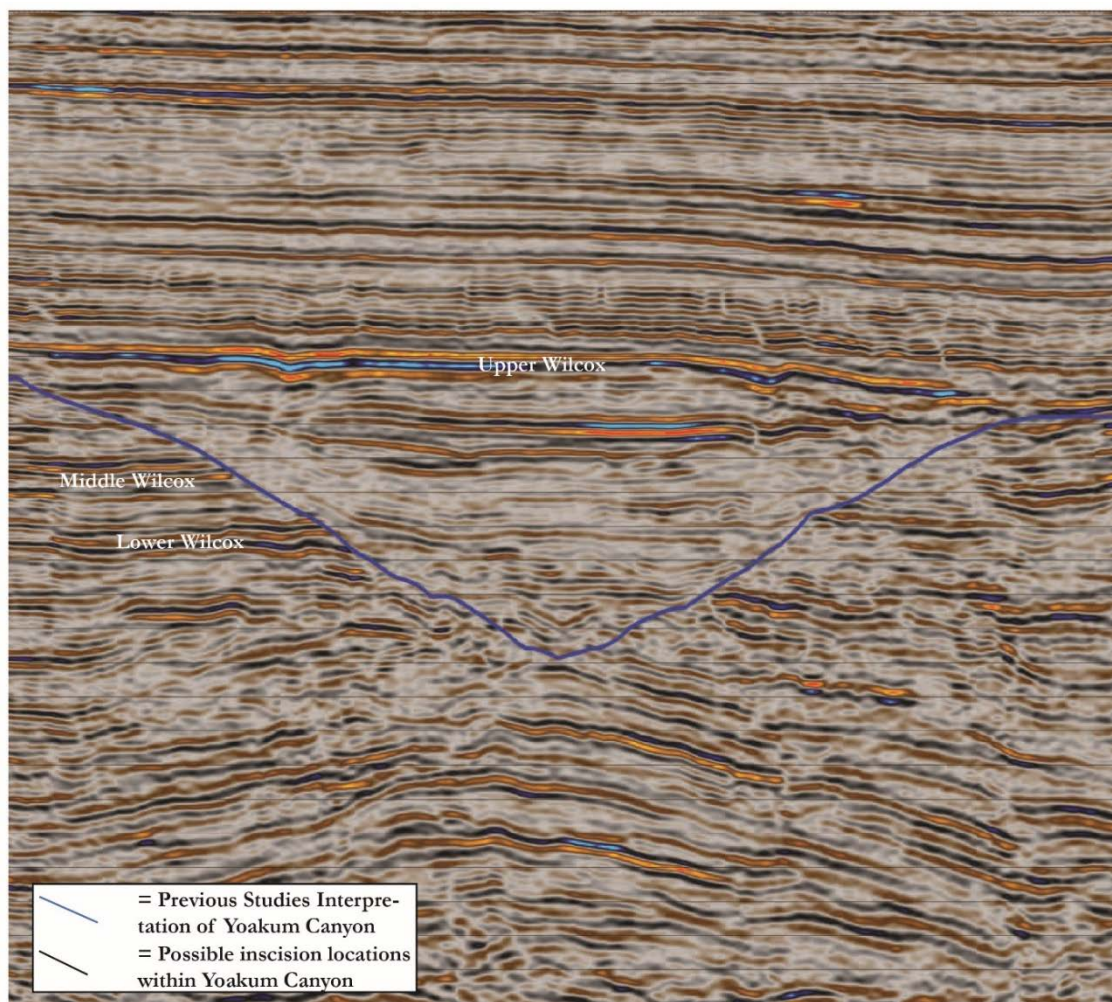 Upper Wilcox
Middle Wilcox
Lower Wilcox
= Previous Studies Interpre-
tation of Yoakum Canyon
= Possible inscision locations
within Yoakum Canyon